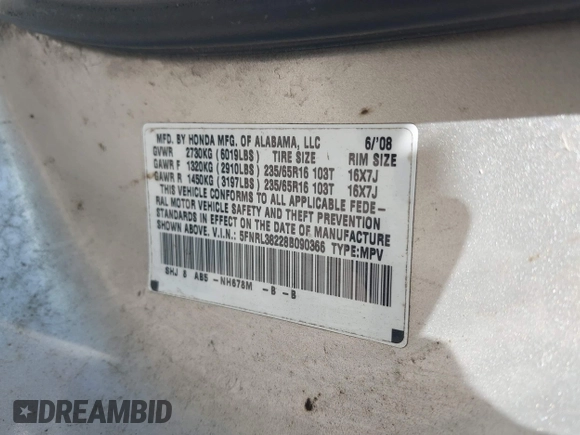 MFD. BY HONDA MFG. OF ALABAMA, LLC 6/'08
GVWR 2730KG (6019LBS) TIRE SIZE RIM SIZE
GAWR F 1320KG (2910LBS) 235/65R16 103T 16X7J
GAWR R 1450KG (3197LBS) 235/65R16 103T 16X7J
THIS VEHICLE CONFORMS TO ALL APPLICABLE FEDE-
RAL MOTOR VEHICLE SAFETY AND THEFT PREVENTION
STANDARDS IN EFFECT ON THE DATE OF MANUFACTURE
SHOWN ABOVE. V.I.N.: 5FNRL38228B090366 TYPE:MPV
SHJ 8 AB5 -NH678M -B -B
DREAMBID